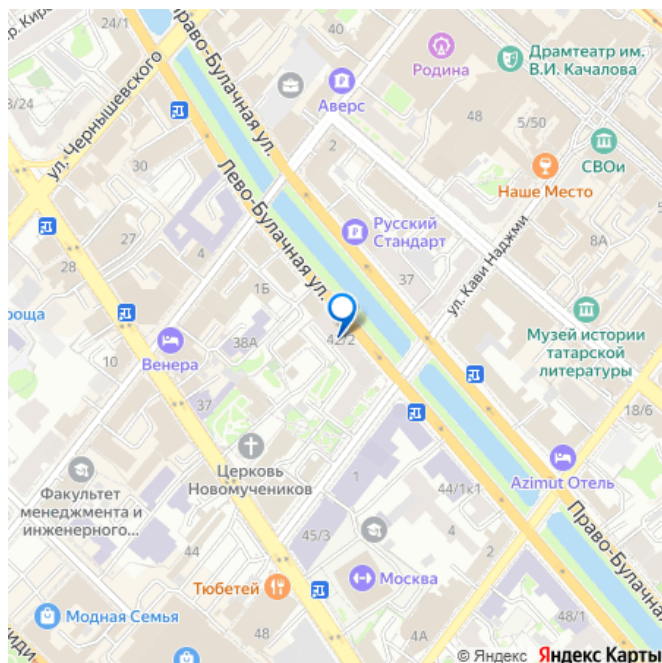 24/1
40
Родина
Драмтеатр им.
В.И. Качалова
Право-Булачная ул.
Аверс
48
5/50
3/24
ул. Чернышевского
2
СВОи
Наше Место
30
Лево-Булачная ул.
Русский
Стандарт
27
4
8А
28
37
ул. Кави Наджми
1Б
роща
42/2
Музей истории
татарской
литературы
38А
Венера
10
37
18/6
Церковь
Новомучеников
Azimut Отель
Факультет
менеджмента и
инженерного...
1
44/1к1
Право-Булачная
45/3
4
44
Тюбетей
Москва
Модная Семья
48
4А
48/1
© Яндекс Яндекс Карты